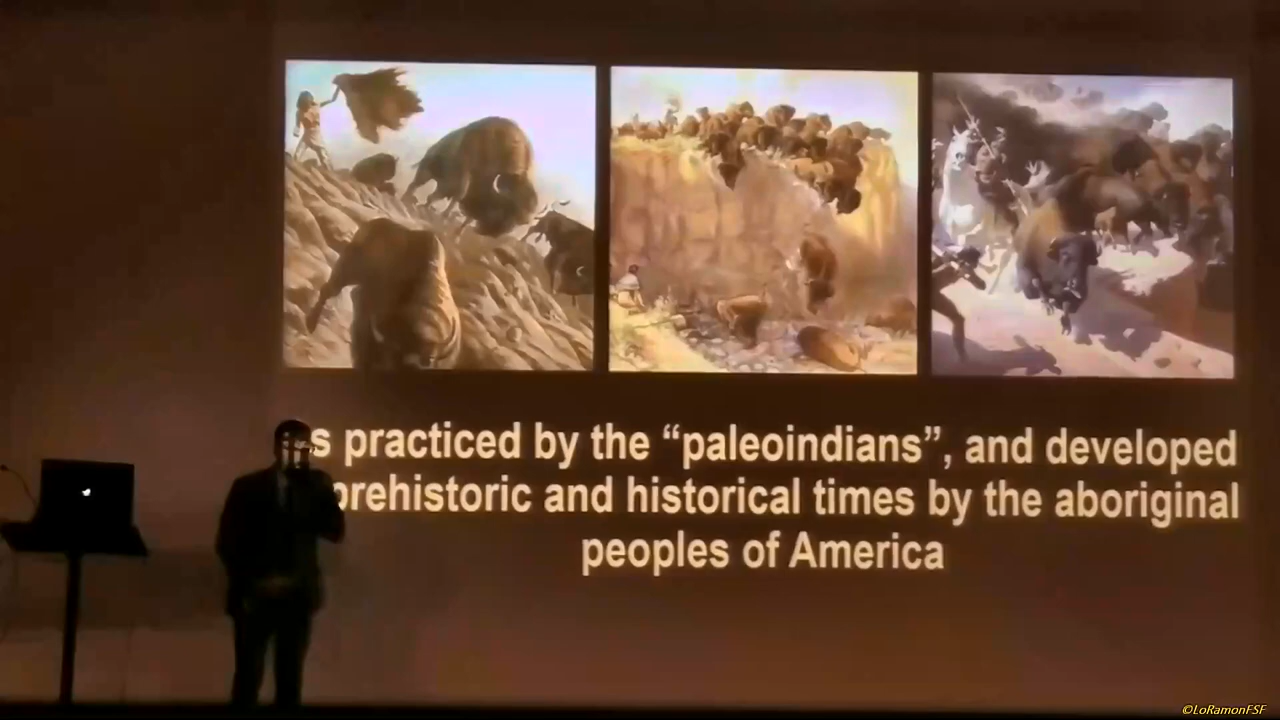 s practiced by the “paleoindians”, and developed
prehistoric and historical times by the aboriginal
peoples of America
©LoRamonFSF